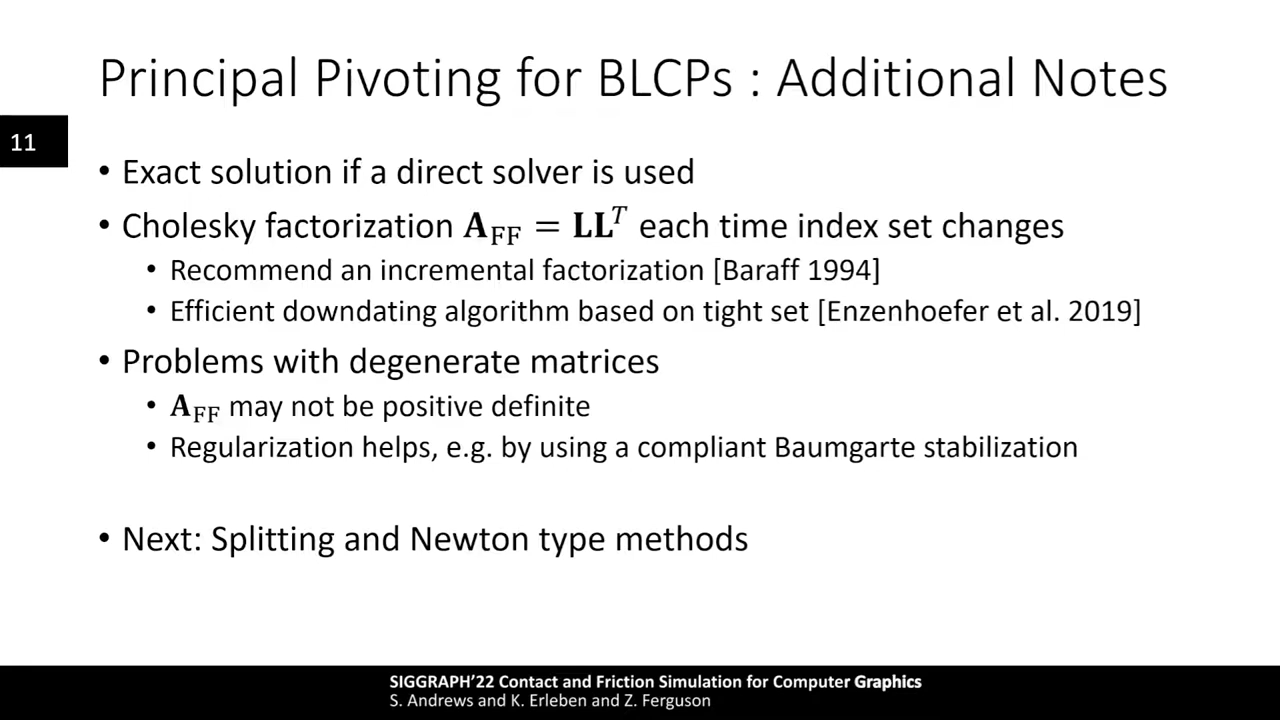 Principal Pivoting for BLCPs : Additional Notes
11
• Exact solution if a direct solver is used
• Cholesky factorization A_FF = LL^T each time index set changes
• Recommend an incremental factorization [Baraff 1994]
• Efficient downdating algorithm based on tight set [Enzenhoefer et al. 2019]
• Problems with degenerate matrices
• A_FF may not be positive definite
• Regularization helps, e.g. by using a compliant Baumgarte stabilization
• Next: Splitting and Newton type methods
SIGGRAPH’22 Contact and Friction Simulation for Computer Graphics
S. Andrews and K. Erleben and Z. Ferguson